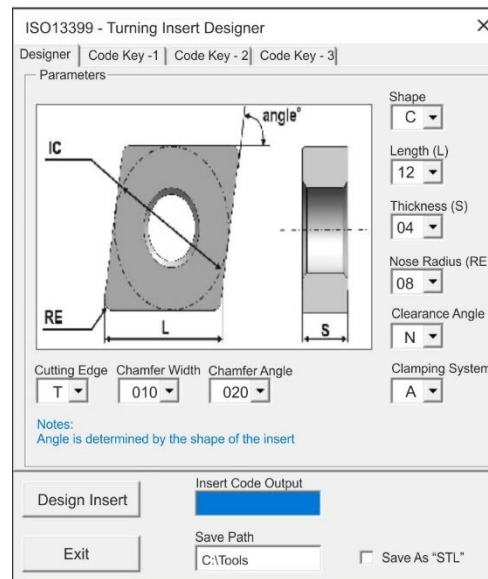 ISO13399 - Turning Insert Designer
Designer
Code Key -1
Code Key - 2
Code Key - 3
Parameters
angle°
IC
RE
L
S
Shape
C
Length (L)
12
Thickness (S)
04
Nose Radius (RE
08
Clearance Angle
N
Clamping System
A
Cutting Edge
T
Chamfer Width
010
Chamfer Angle
020
Notes:
Angle is determined by the shape of the insert
Design Insert
Insert Code Output
Exit
Save Path
C:\Tools
Save As “STL”